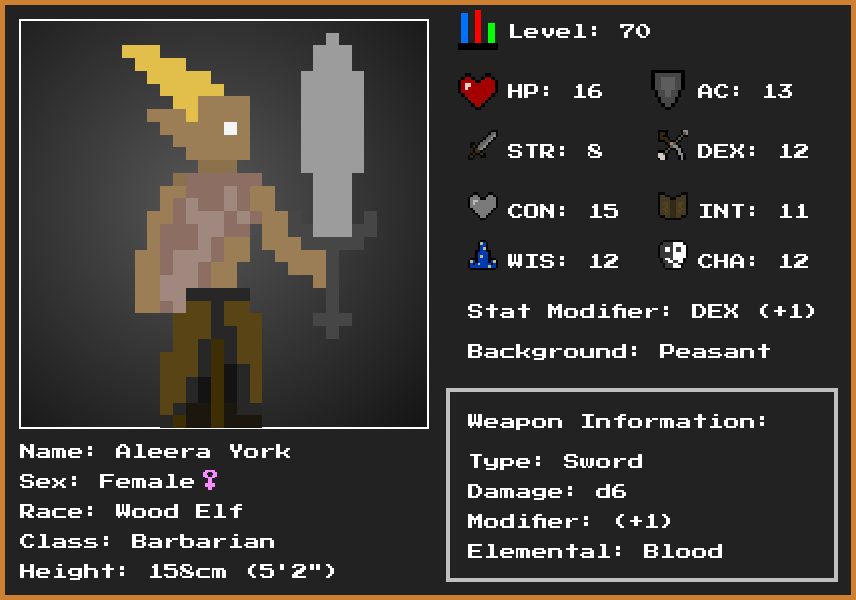 Level: 70
HP: 16 AC: 13
STR: 8 DEX: 12
CON: 15 INT: 11
WIS: 12 CHA: 12
Stat Modifier: DEX (+1)
Background: Peasant
Weapon Information:
Type: Sword
Damage: d6
Modifier: (+1)
Elemental: Blood
Name: Aleera York
Sex: Female♀
Race: Wood Elf
Class: Barbarian
Height: 158cm (5'2")